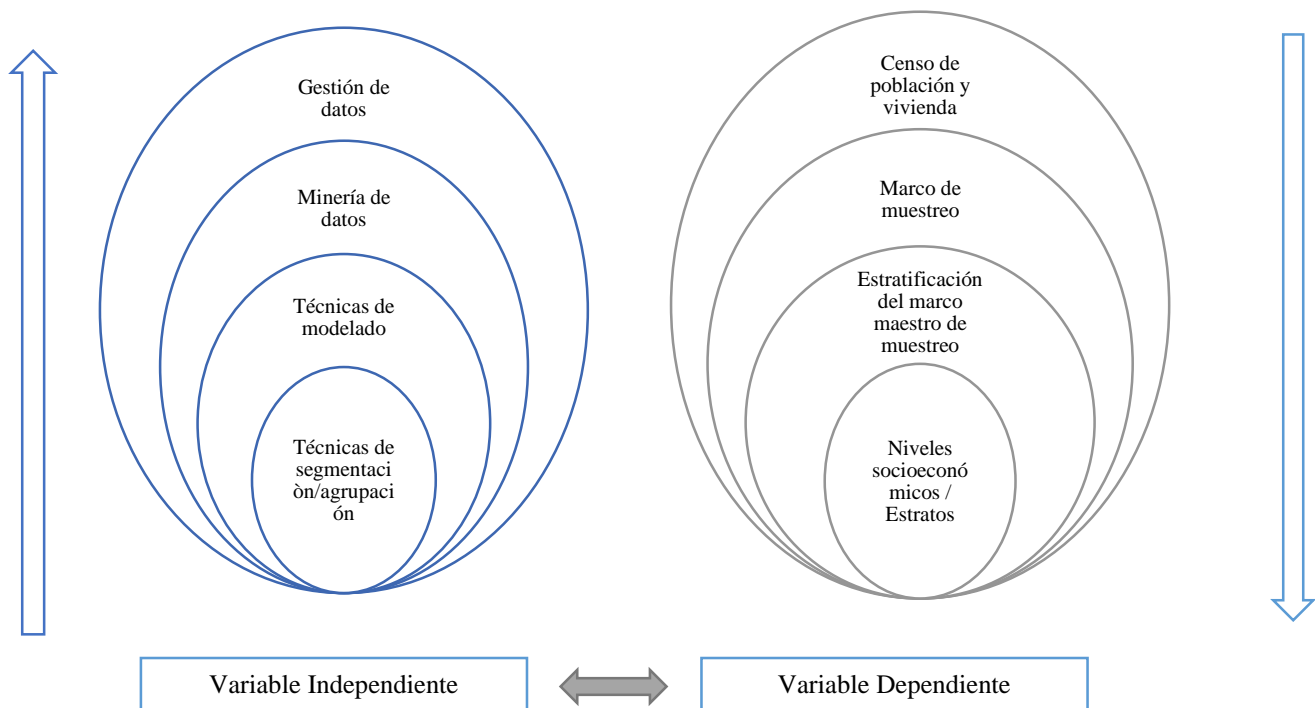 Gestión de
datos
Minería de
datos
Técnicas de
modelado
Técnicas de
segmentaci
òn/agrupaci
ón
Censo de
población y
vivienda
Marco de
muestreo
Estratificación
del marco
maestro de
muestreo
Niveles
socioeconó
micos /
Estratos
Variable Independiente
Variable Dependiente